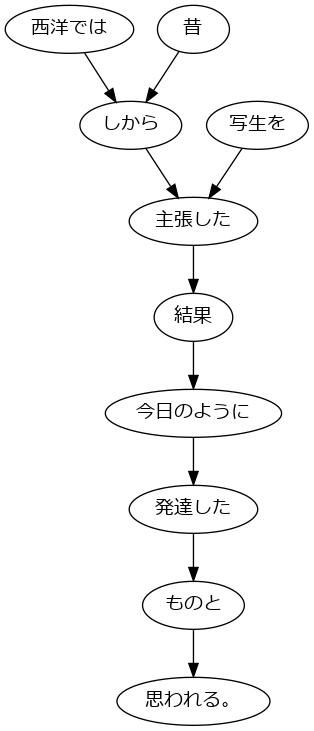 西洋では
昔
しから
写生を
主張した
結果
今日のように
発達した
ものと
思われる。